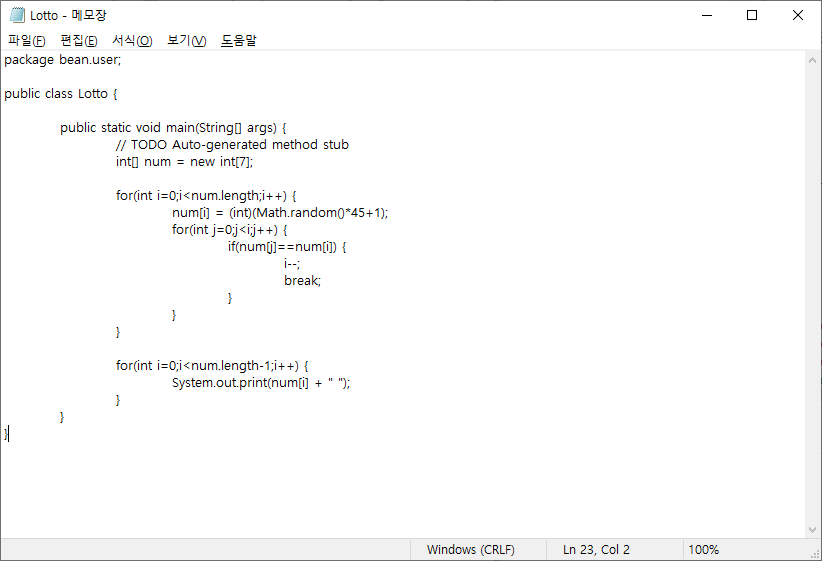 Lotto - 메모장
파일(F) 편집(E) 서식(O) 보기(V) 도움말
package bean.user;
public class Lotto {
public static void main(String[] args) {
// TODO Auto-generated method stub
int[] num = new int[7];
for(int i=0;i<num.length;i++) {
num[i] = (int)(Math.random()*45+1);
for(int j=0;j<i;j++) {
if(num[j]==num[i]) {
i--;
break;
}
}
}
for(int i=0;i<num.length-1;i++) {
System.out.print(num[i] + " ");
}
}
}
Windows (CRLF) Ln 23, Col 2 100%